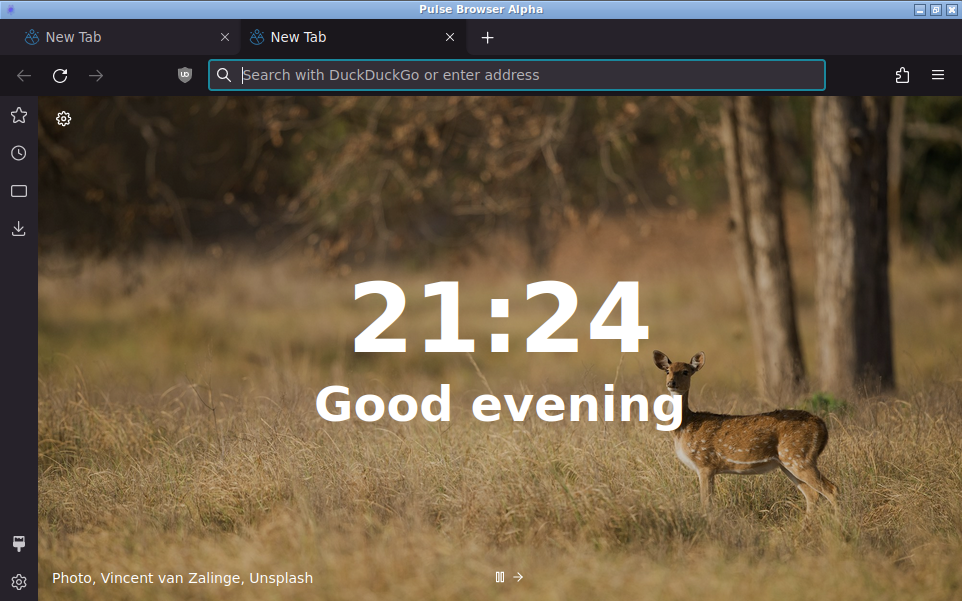 Pulse Browser Alpha
New Tab
New Tab
UD
Search with DuckDuckGo or enter address
21:24
Good evening
Photo, Vincent van Zalinge, Unsplash